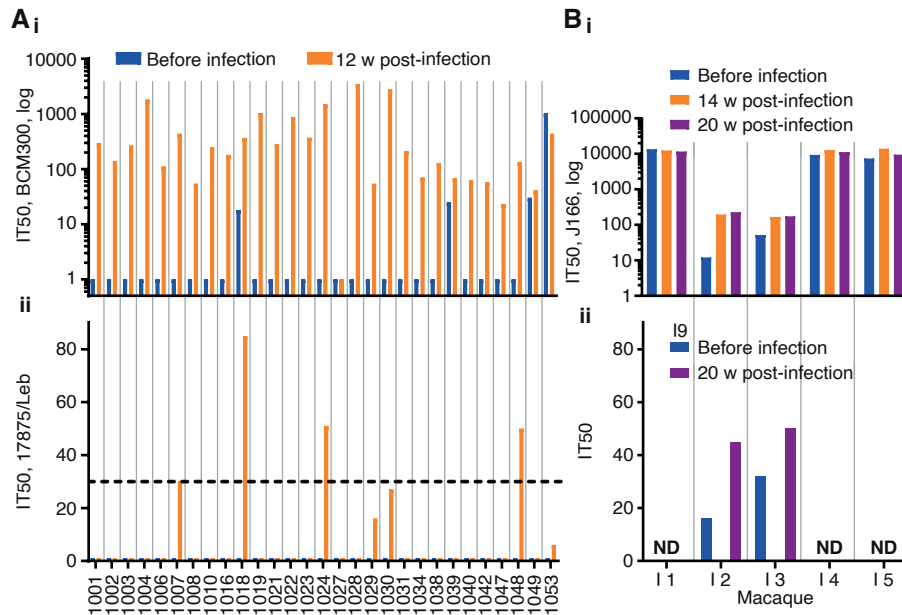 A i
Before infection
12 w post-infection
IT50, BCM300, log
10000
1000
100
10
1
ii
IT50, 17875/Leb
80
60
40
20
0
1001
1002
1003
1004
1006
1007
1008
1010
1016
1018
1019
1021
1022
1023
1024
1027
1028
1029
1030
1031
1034
1038
1039
1040
1042
1047
1048
1049
1053
B i
Before infection
14 w post-infection
20 w post-infection
IT50, J166, log
100000
10000
1000
100
10
1
ii
I9
Before infection
20 w post-infection
IT50
80
60
40
20
0
ND
ND
ND
I 1
I 2
I 3
I 4
I 5
Macaque